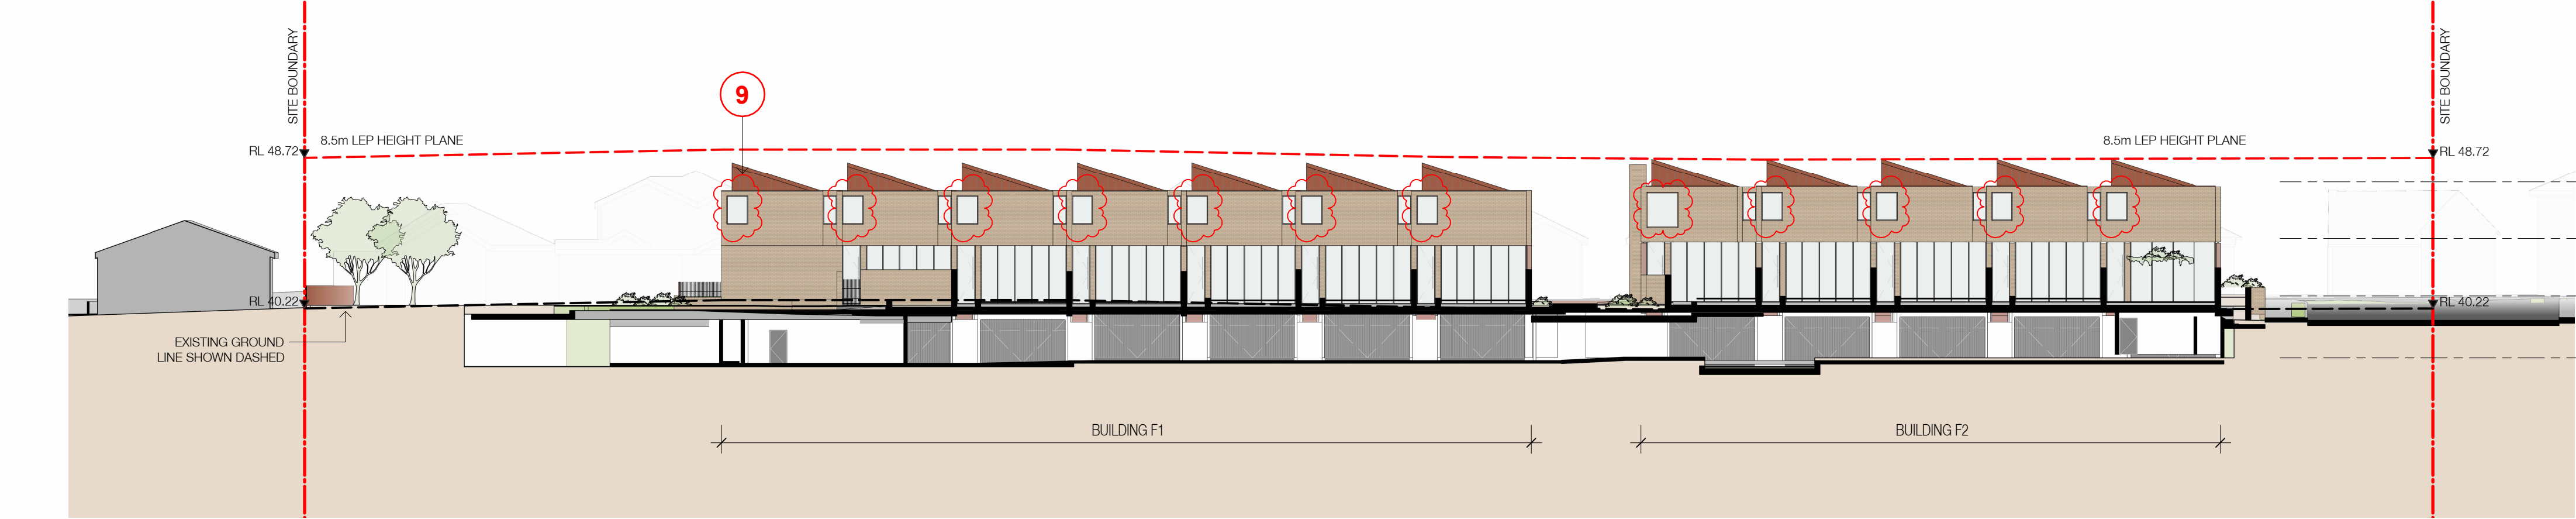 SITE BOUNDARY
SITE BOUNDARY
9
8.5m LEP HEIGHT PLANE
8.5m LEP HEIGHT PLANE
RL 48.72
RL 48.72
RL 40.22
RL 40.22
EXISTING GROUND
LINE SHOWN DASHED
BUILDING F1
BUILDING F2